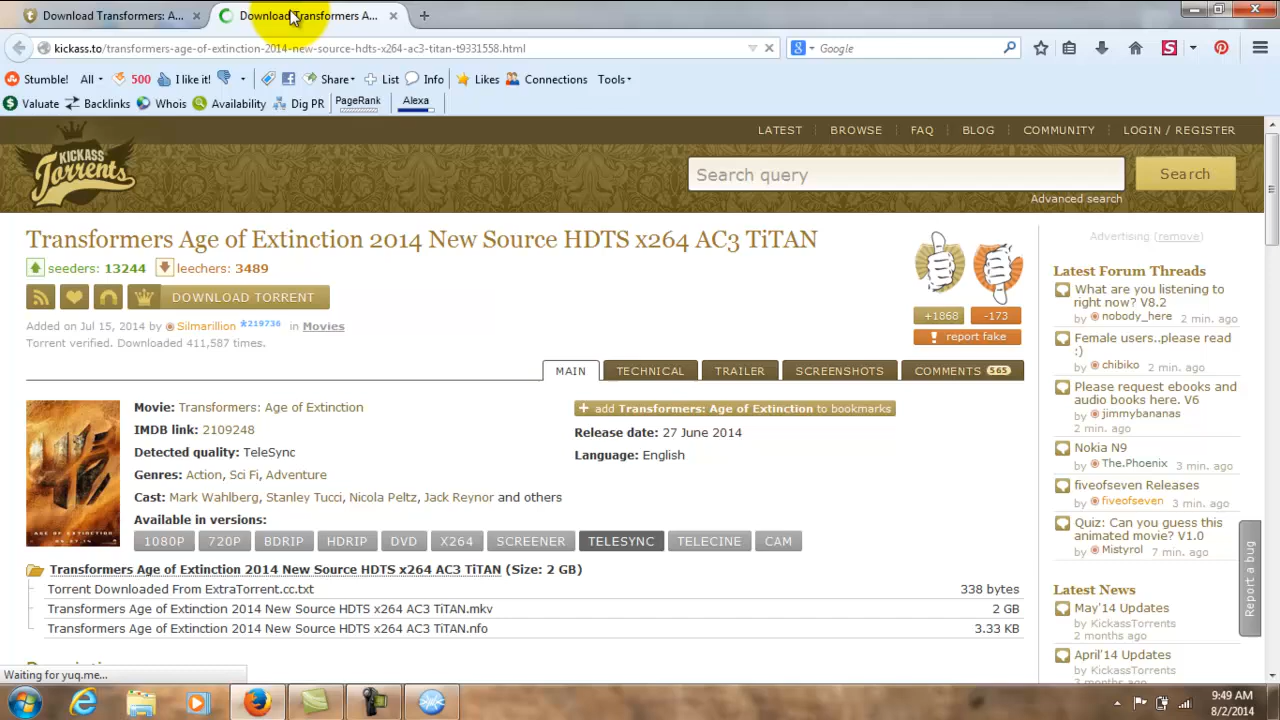 Download Transformers: A...
Download Transformers A...
kickass.to/transformers-age-of-extinction-2014-new-source-hdts-x264-ac3-titan-t9931558.html
Google
Stumble! All 500 I like it! Share List Info Likes Connections Tools
Valuate Backlinks Whois Availability Dig PR PageRank Alexa
LATEST BROWSE FAQ BLOG COMMUNITY LOGIN / REGISTER
KICKASS
Torrents
Search query
Search
Advanced search
Transformers Age of Extinction 2014 New Source HDTS x264 AC3 TiTAN
seeders: 13244 leechers: 3489
DOWNLOAD TORRENT
Added on Jul 15, 2014 by Silmarillion 219736 in Movies
Torrent verified. Downloaded 411,587 times.
+1868 -173
report fake
MAIN TECHNICAL TRAILER SCREENSHOTS COMMENTS 565
Movie: Transformers: Age of Extinction
IMDB link: 2109248
Detected quality: TeleSync
Genres: Action, Sci Fi, Adventure
Cast: Mark Wahlberg, Stanley Tucci, Nicola Peltz, Jack Reynor and others
Available in versions:
1080P 720P BDRIP HDRIP DVD X264 SCREENER TELESYNC TELECINE CAM
add Transformers: Age of Extinction to bookmarks
Release date: 27 June 2014
Language: English
AGE OF EXTINCTION
Transformers Age of Extinction 2014 New Source HDTS x264 AC3 TiTAN (Size: 2 GB)
Torrent Downloaded From ExtraTorrent.cc.txt 338 bytes
Transformers Age of Extinction 2014 New Source HDTS x264 AC3 TiTAN.mkv 2 GB
Transformers Age of Extinction 2014 New Source HDTS x264 AC3 TiTAN.nfo 3.33 KB
Advertising (remove)
Latest Forum Threads
What are you listening to
right now? V8.2
by nobody_here 2 min. ago
Female users..please read
:)
by chibiko 2 min. ago
Please request ebooks and
audio books here. V6
by jimmybananas
2 min. ago
Nokia N9
by The.Phoenix 3 min. ago
fiveofseven Releases
by fiveofseven 3 min. ago
Quiz: Can you guess this
animated movie? V1.0
by Mistyrol 7 min. ago
Latest News
May'14 Updates
by KickassTorrents
2 months ago
April'14 Updates
by KickassTorrents
3 months ago
Report a bug
Waiting for yuq.me...
9:49 AM
8/2/2014